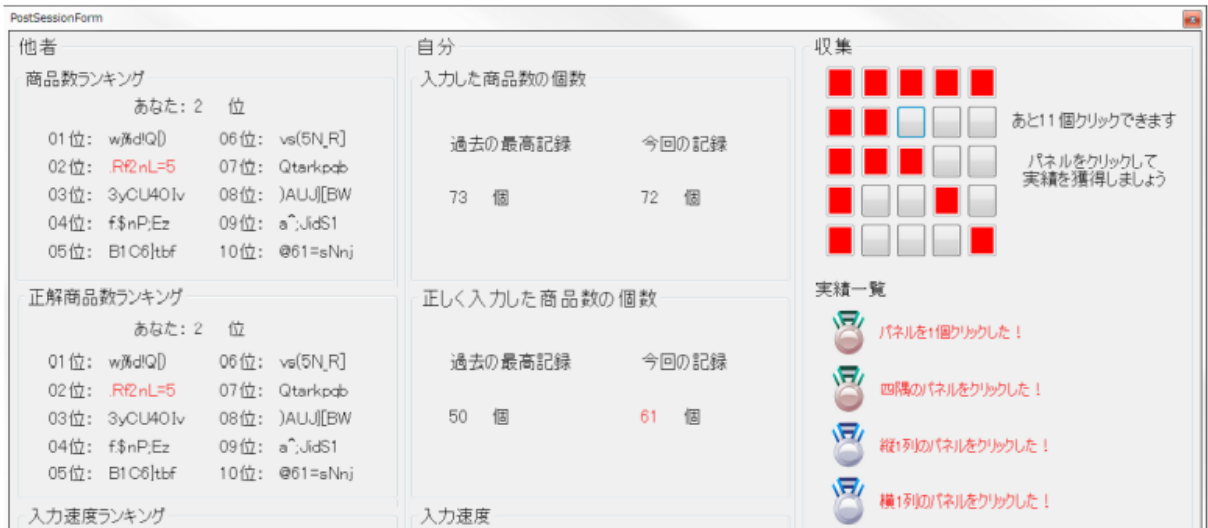 PostSessionForm
他者
商品数ランキング
あなた: 2 位
01位:
06位: vs(5N_R]
02位: .Rf2nL=5
07位: Qtarkpqb
03位: 3yCU4OIv
08位: )AUJ|[BW
04位: f.$nP;Ez
09位: a^;JidS1
05位: B1C6]tbf
10位: @61=sNnj
正解商品数ランキング
あなた: 2 位
01位:
06位: vs(5N_R]
02位: .Rf2nL=5
07位: Qtarkpqb
03位: 3yCU4OIv
08位: )AUJ|[BW
04位: f.$nP;Ez
09位: a^;JidS1
05位: B1C6]tbf
10位: @61=sNnj
入力速度ランキング
自分
入力した商品数の個数
過去の最高記録
今回の記録
73 個
72 個
正しく入力した商品数の個数
過去の最高記録
今回の記録
50 個
61 個
入力速度
収集
あと11個クリックできます
パネルをクリックして
実績を獲得しましょう
実績一覧
パネルを1個クリックした!
四隅のパネルをクリックした!
縦1列のパネルをクリックした!
横1列のパネルをクリックした!